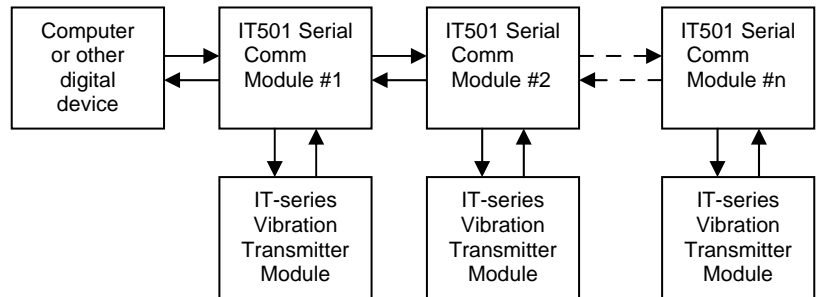 Computer
or other
digital
device
IT501 Serial
Comm
Module #1
IT501 Serial
Comm
Module #2
IT501 Serial
Comm
Module #n
IT-series
Vibration
Transmitter
Module
IT-series
Vibration
Transmitter
Module
IT-series
Vibration
Transmitter
Module